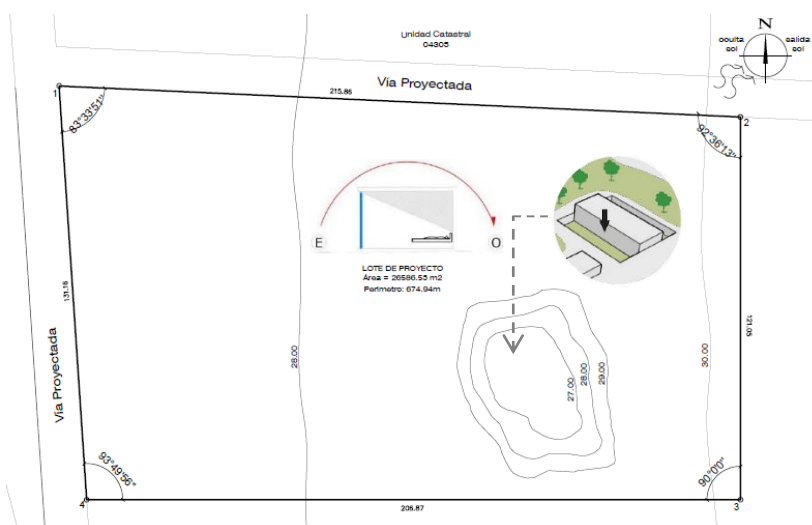 Unidad Catastral
04305
N
oculta
sol
salida
sol
Vía Proyectada
1
215.86
2
83°33'51"
92°36'13"
E
O
LOTE DE PROYECTO
Área = 26586.53 m2
Perímetro: 674.94m
131.16
121.05
28.00
30.00
27.00
28.00
29.00
Vía Proyectada
93°49'56"
90°0'0"
4
206.87
3